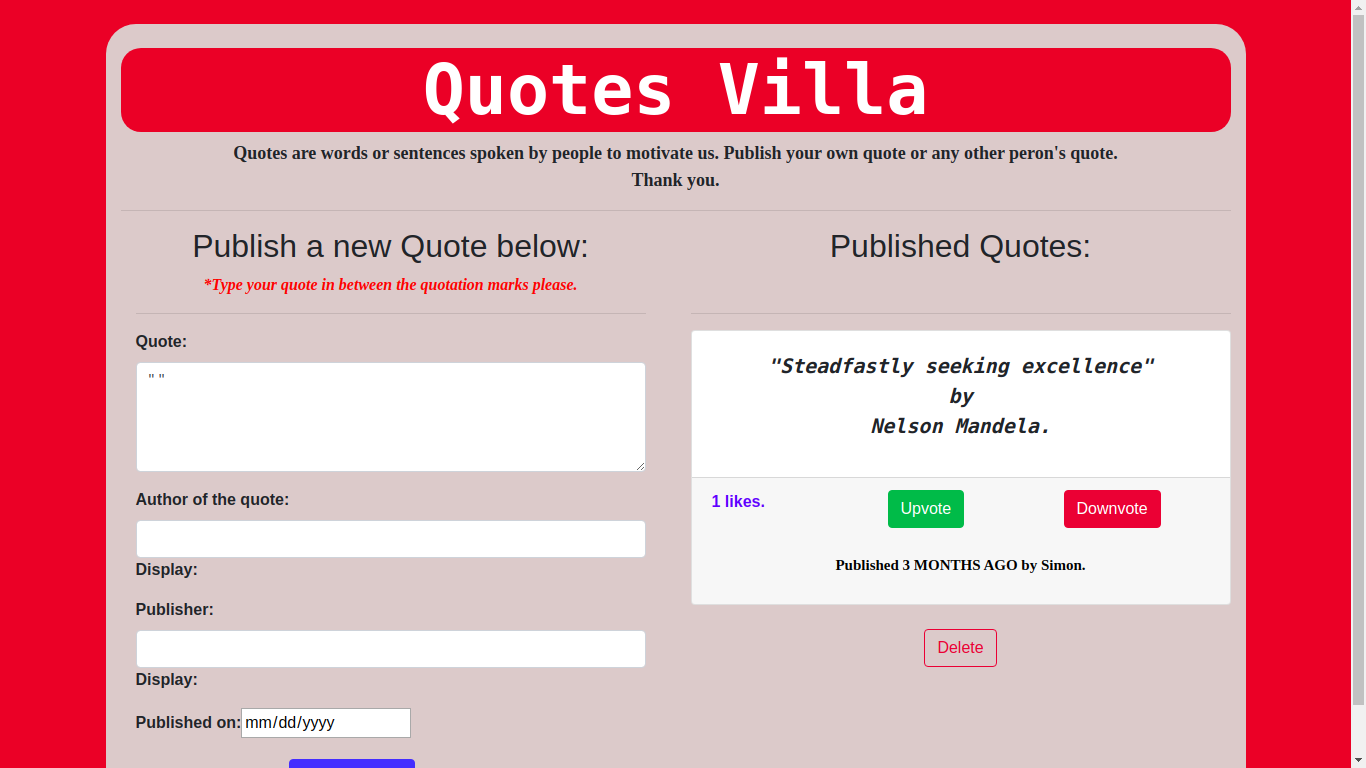 Quotes Villa
Quotes are words or sentences spoken by people to motivate us. Publish your own quote or any other peron's quote.
Thank you.
Publish a new Quote below:
*Type your quote in between the quotation marks please.
Quote:
" "
Author of the quote:
Display:
Publisher:
Display:
Published on: mm/dd/yyyy
Published Quotes:
"Steadfastly seeking excellence"
by
Nelson Mandela.
1 likes.
Upvote
Downvote
Published 3 MONTHS AGO by Simon.
Delete